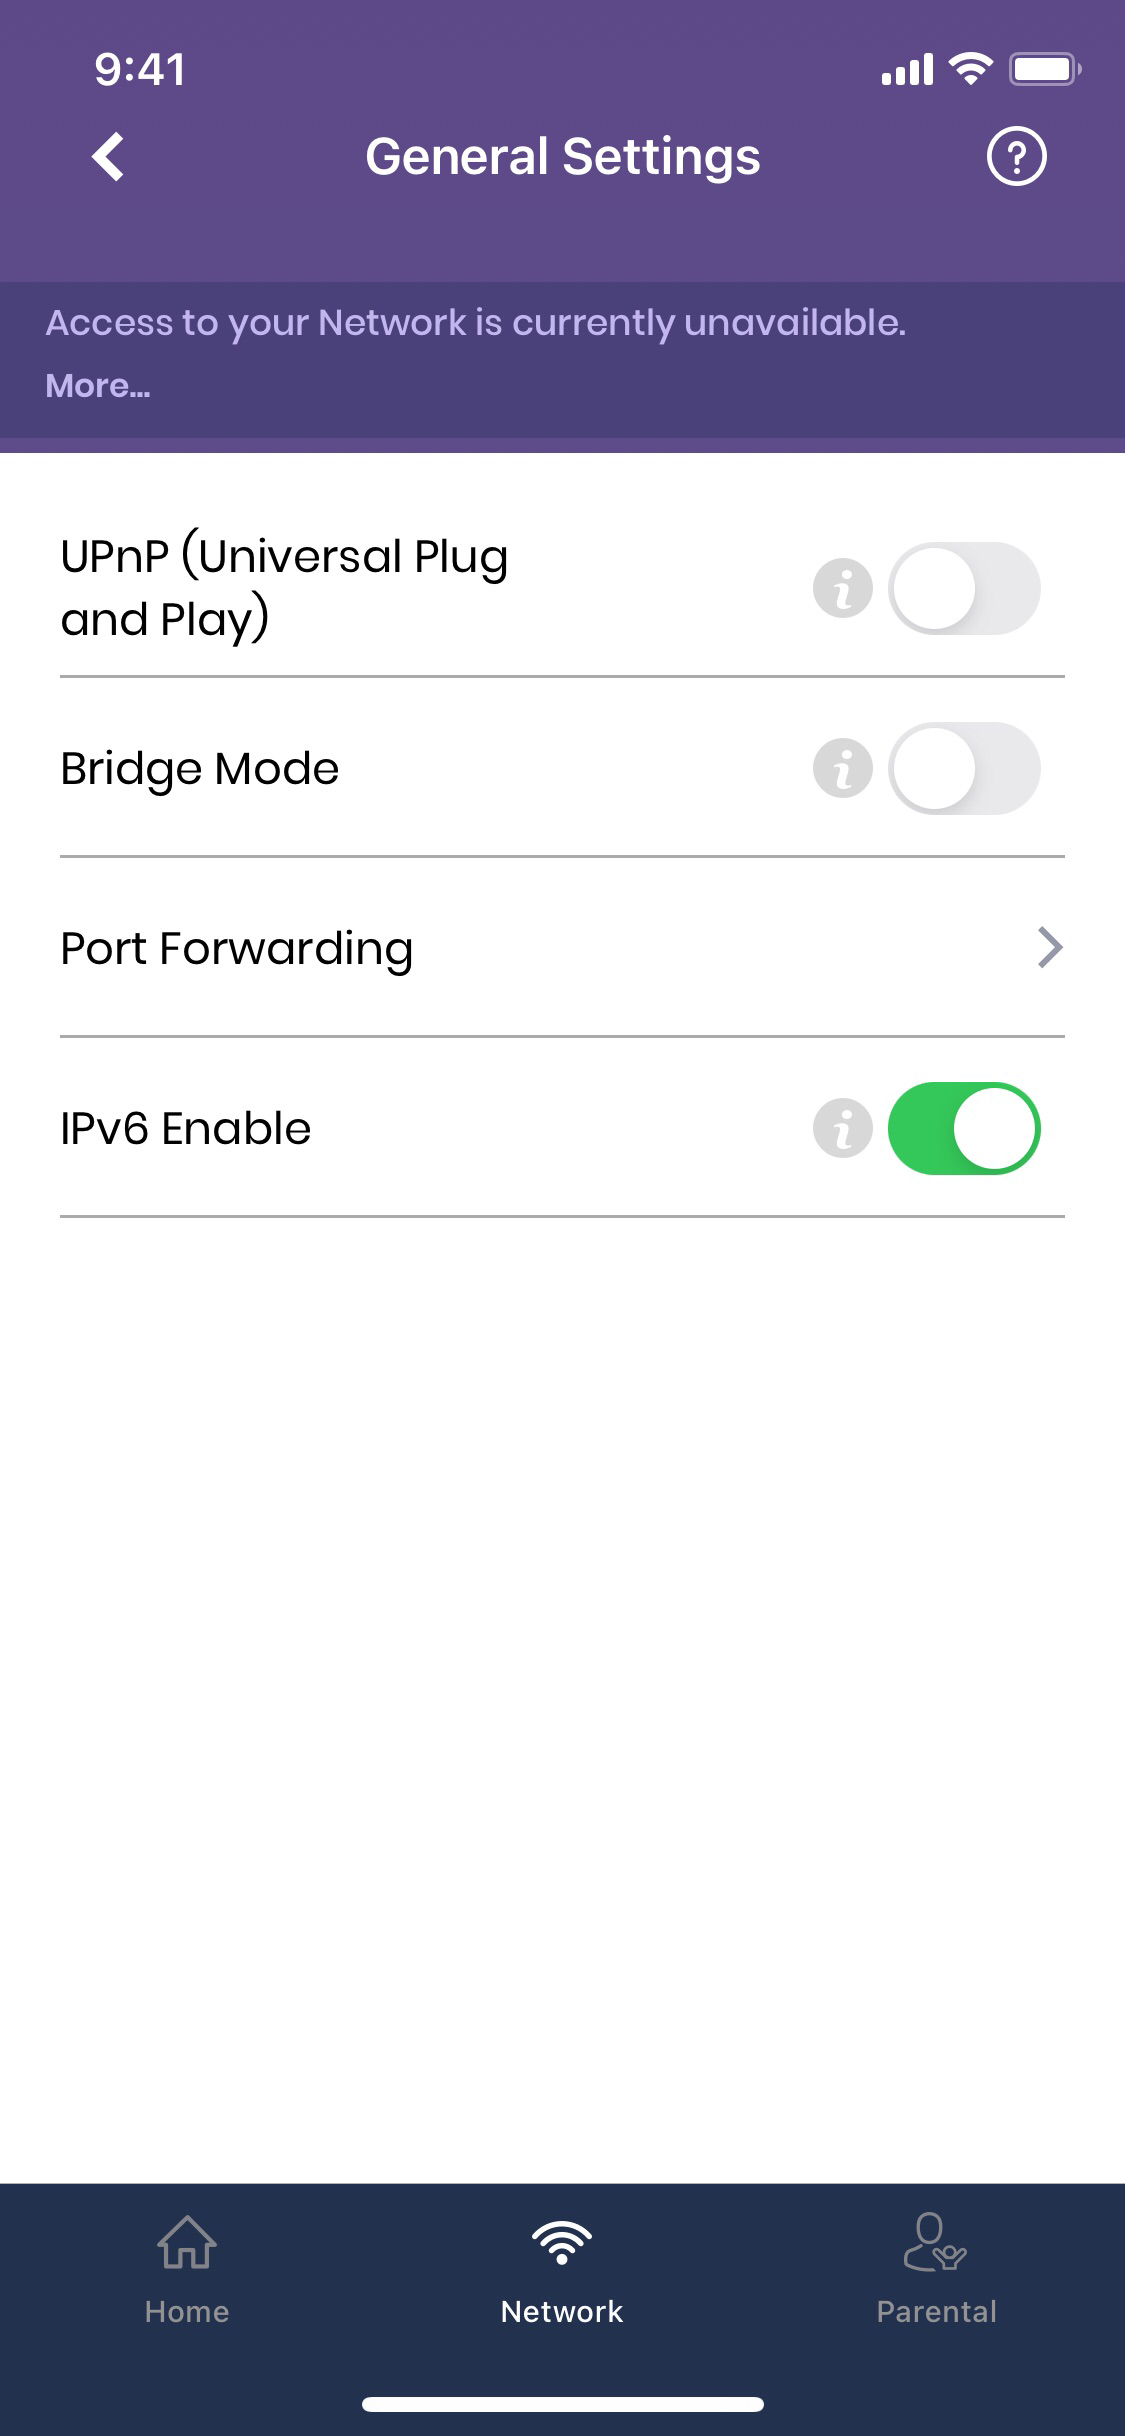 9:41
General Settings
Access to your Network is currently unavailable.
More...
UPnP (Universal Plug
and Play)
Bridge Mode
Port Forwarding
IPv6 Enable
Home
Network
Parental